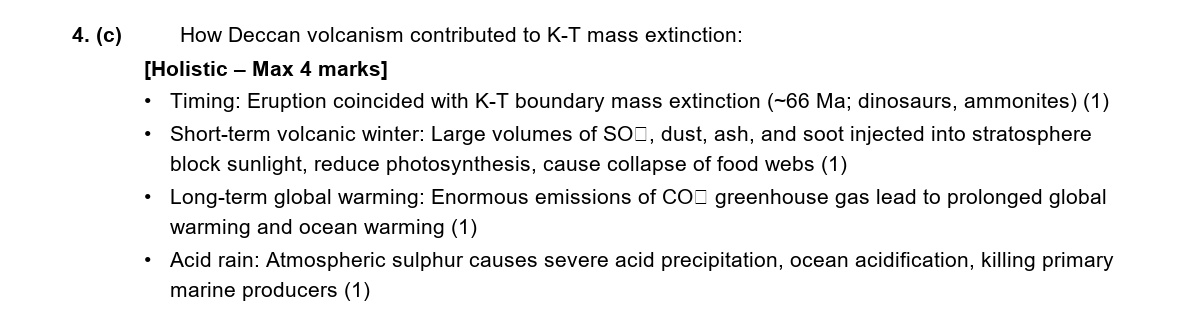 4. (c) How Deccan volcanism contributed to K-T mass extinction:
[Holistic – Max 4 marks]
• Timing: Eruption coincided with K-T boundary mass extinction (~66 Ma; dinosaurs, ammonites) (1)
• Short-term volcanic winter: Large volumes of SO□, dust, ash, and soot injected into stratosphere
block sunlight, reduce photosynthesis, cause collapse of food webs (1)
• Long-term global warming: Enormous emissions of CO□ greenhouse gas lead to prolonged global
warming and ocean warming (1)
• Acid rain: Atmospheric sulphur causes severe acid precipitation, ocean acidification, killing primary
marine producers (1)